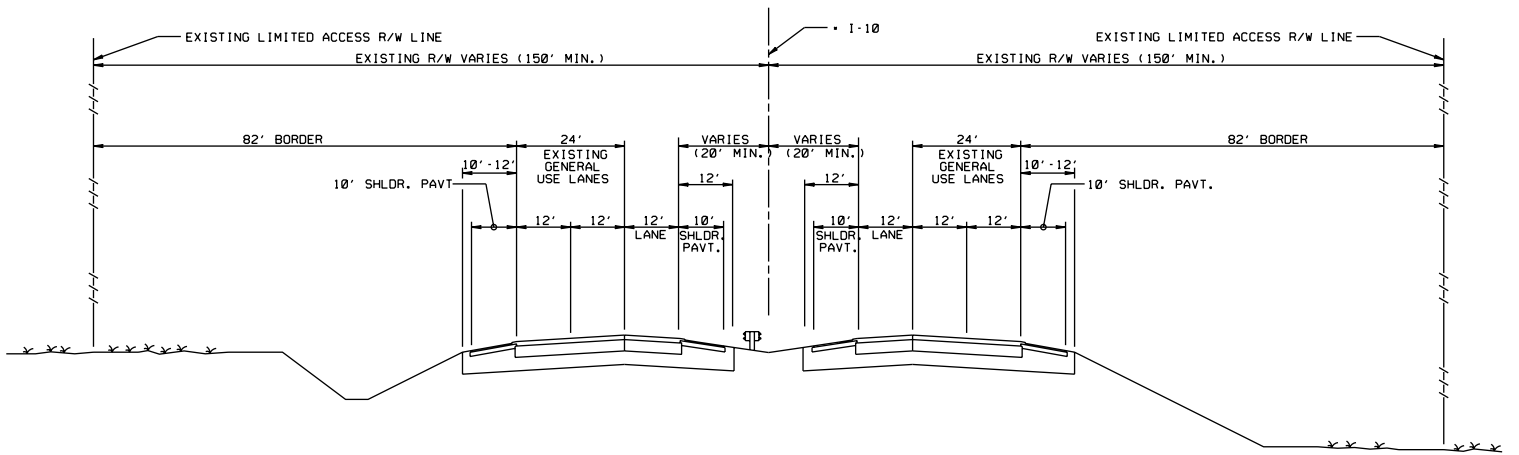 ▪ I-10
EXISTING LIMITED ACCESS R/W LINE
EXISTING LIMITED ACCESS R/W LINE
EXISTING R/W VARIES (150' MIN.)
EXISTING R/W VARIES (150' MIN.)
82' BORDER
24'
VARIES
VARIES
24'
82' BORDER
(20' MIN.)
(20' MIN.)
EXISTING
GENERAL
USE LANES
EXISTING
GENERAL
USE LANES
10'-12'
10'-12'
12'
12'
10' SHLDR. PAVT
10' SHLDR. PAVT.
12'
12'
12'
LANE
10'
SHLDR.
PAVT.
10'
SHLDR.
PAVT.
12'
LANE
12'
12'